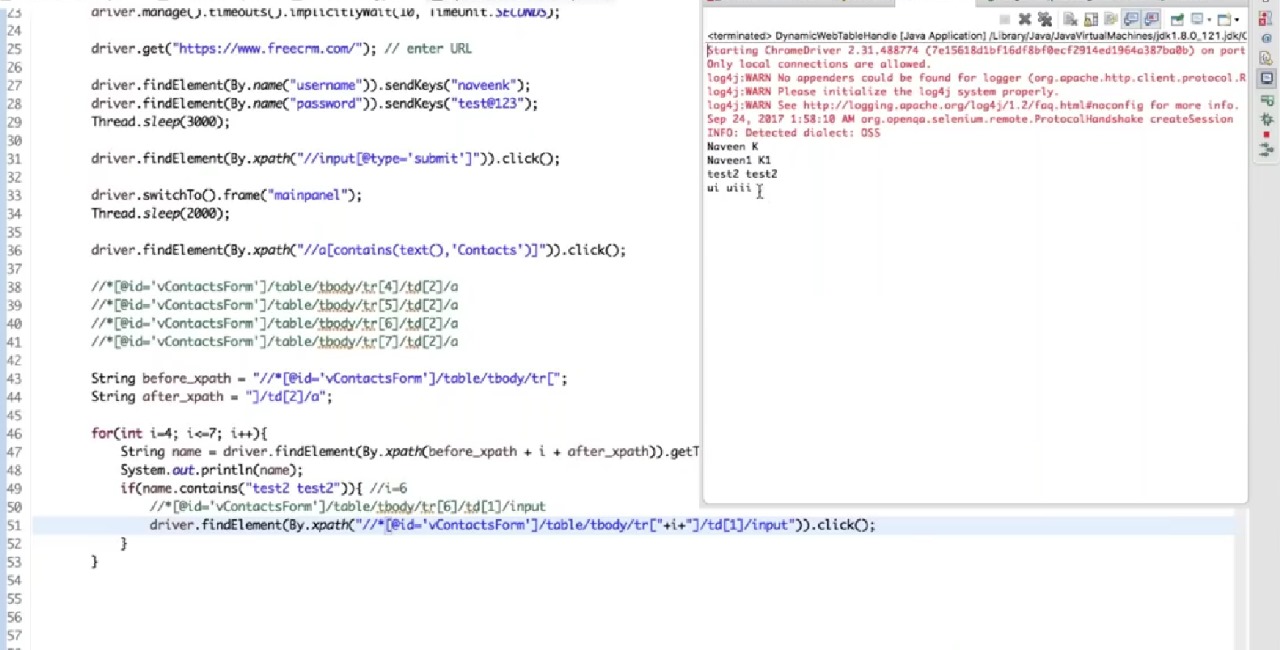 23 driver.manage().timeouts().implicitlyWait(10, TimeUnit.SECONDS);
24
25 driver.get("https://www.freecrm.com/"); // enter URL
26
27 driver.findElement(By.name("username")).sendKeys("naveenk");
28 driver.findElement(By.name("password")).sendKeys("test@123");
29 Thread.sleep(3000);
30
31 driver.findElement(By.xpath("//input[@type='submit']")).click();
32
33 driver.switchTo().frame("mainpanel");
34 Thread.sleep(2000);
35
36 driver.findElement(By.xpath("//a[contains(text(),'Contacts')]")).click();
37
38 //*[@id='vContactsForm']/table/tbody/tr[4]/td[2]/a
39 //*[@id='vContactsForm']/table/tbody/tr[5]/td[2]/a
40 //*[@id='vContactsForm']/table/tbody/tr[6]/td[2]/a
41 //*[@id='vContactsForm']/table/tbody/tr[7]/td[2]/a
42
43 String before_xpath = "//*[@id='vContactsForm']/table/tbody/tr[";
44 String after_xpath = "]/td[2]/a";
45
46 for(int i=4; i<=7; i++){
47 String name = driver.findElement(By.xpath(before_xpath + i + after_xpath)).getT
48 System.out.println(name);
49 if(name.contains("test2 test2")){ //i=6
50 //*[@id='vContactsForm']/table/tbody/tr[6]/td[1]/input
51 driver.findElement(By.xpath("//*[@id='vContactsForm']/table/tbody/tr["+i+"]/td[1]/input")).click();
52 }
53 }
54
55
56
57
<terminated> DynamicWebTableHandle [Java Application] /Library/Java/JavaVirtualMachines/jdk1.8.0_121.jdk/C
Starting ChromeDriver 2.31.488774 (7e15618d1bf16df8bf0ecf2914ed1964a387ba0b) on port
Only local connections are allowed.
log4j:WARN No appenders could be found for logger (org.apache.http.client.protocol.R
log4j:WARN Please initialize the log4j system properly.
log4j:WARN See http://logging.apache.org/log4j/1.2/faq.html#noconfig for more info.
Sep 24, 2017 1:58:10 AM org.openqa.selenium.remote.ProtocolHandshake createSession
INFO: Detected dialect: OSS
Naveen K
Naveen1 K1
test2 test2
ui uiii